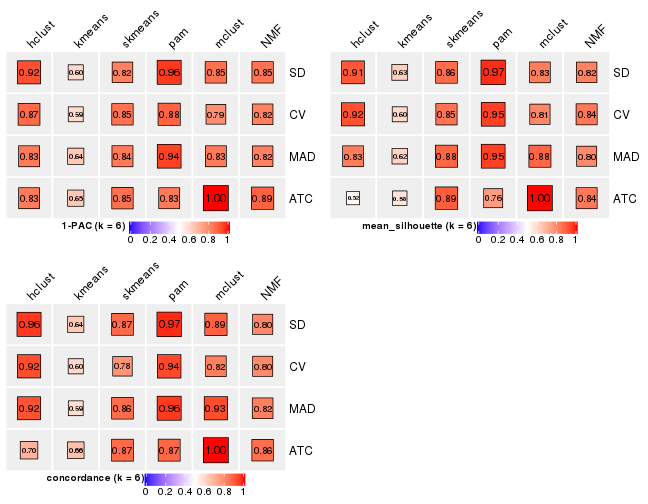 hclust kmeans skmeans pam mclust NMF
0.92 0.60 0.82 0.96 0.85 0.85 SD
0.87 0.59 0.85 0.88 0.79 0.82 CV
0.83 0.64 0.84 0.94 0.83 0.82 MAD
0.83 0.65 0.85 0.83 1.00 0.89 ATC
1-PAC (k = 6)
0 0.2 0.4 0.6 0.8 1
hclust kmeans skmeans pam mclust NMF
0.91 0.63 0.86 0.97 0.83 0.82 SD
0.92 0.60 0.85 0.95 0.81 0.84 CV
0.83 0.62 0.88 0.95 0.88 0.80 MAD
0.89 0.76 1.00 0.84 ATC
mean_silhouette (k = 6)
0 0.2 0.4 0.6 0.8 1
hclust kmeans skmeans pam mclust NMF
0.96 0.64 0.87 0.97 0.89 0.80 SD
0.92 0.60 0.78 0.94 0.82 0.80 CV
0.92 0.59 0.86 0.96 0.93 0.82 MAD
0.70 0.66 0.87 0.87 1.00 0.86 ATC
concordance (k = 6)
0 0.2 0.4 0.6 0.8 1